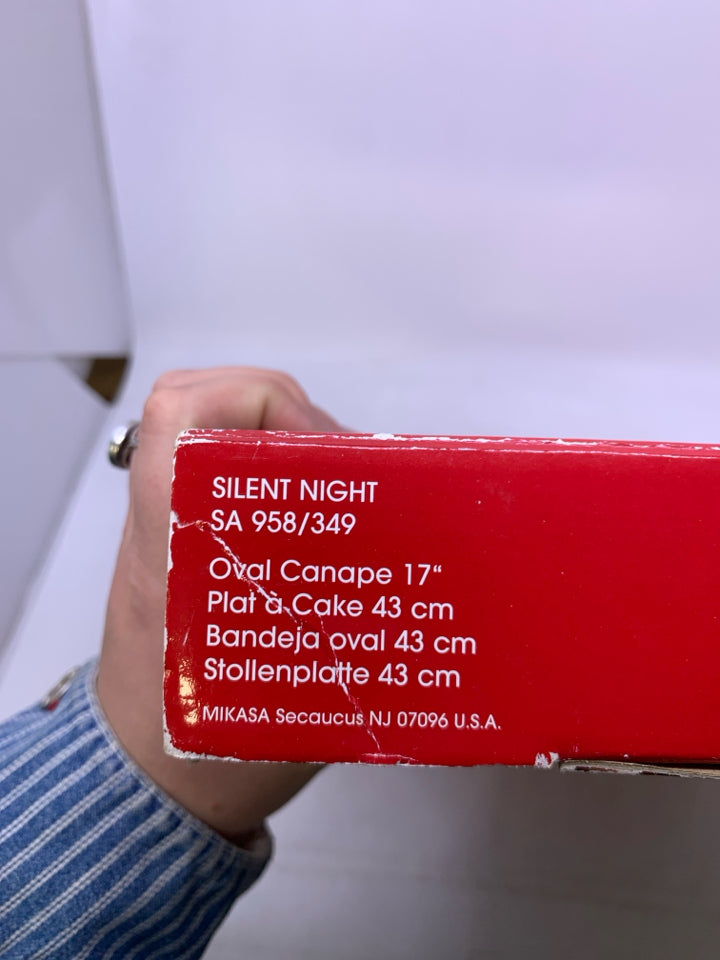 SILENT NIGHT
SA 958/349
Oval Canape 17“
Plat à Cake 43 cm
Bandeja oval 43 cm
Stollenplatte 43 cm
MIKASA Secaucus NJ 07096 U.S.A.